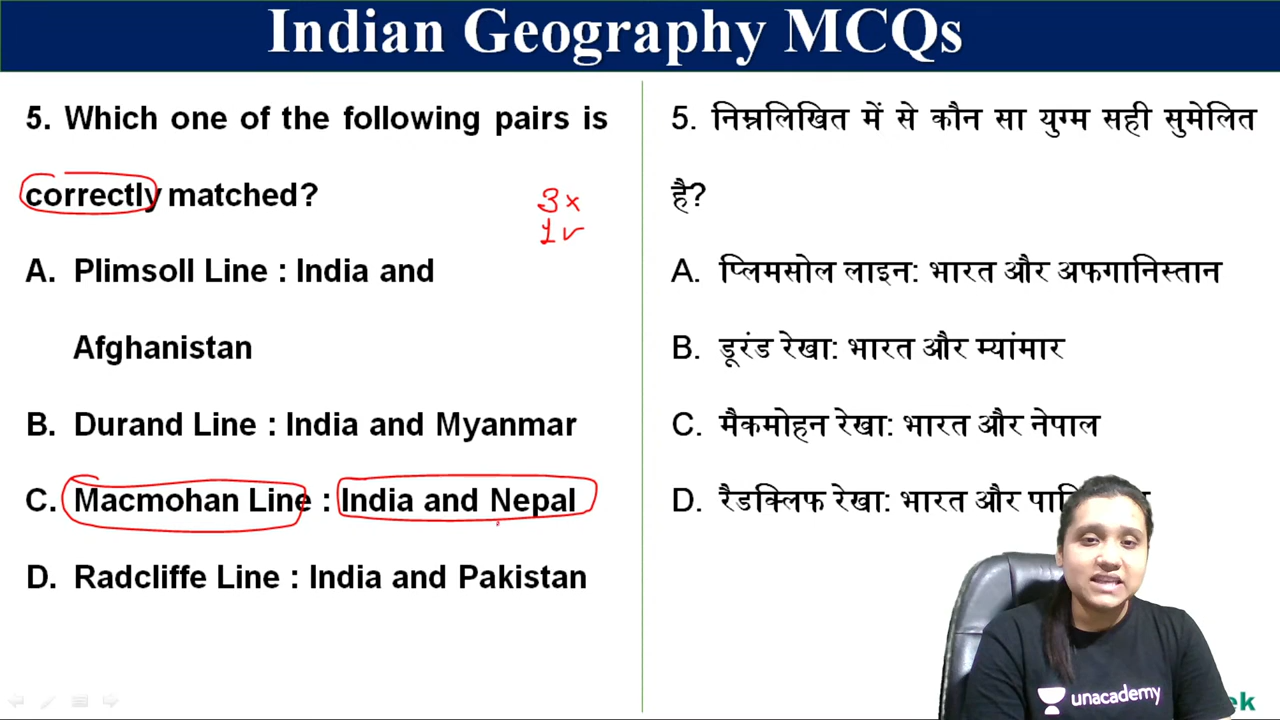 Indian Geography MCQs
5. Which one of the following pairs is
correctly matched?
3 x
1 ✓
A. Plimsoll Line : India and
Afghanistan
B. Durand Line : India and Myanmar
C. Macmohan Line : India and Nepal
D. Radcliffe Line : India and Pakistan
5. निम्नलिखित में से कौन सा युग्म सही सुमेलित
है?
A. प्लिमसोल लाइन: भारत और अफगानिस्तान
B. डूरंड रेखा: भारत और म्यांमार
C. मैकमोहन रेखा: भारत और नेपाल
D. रैडक्लिफ रेखा: भारत और
unacademy